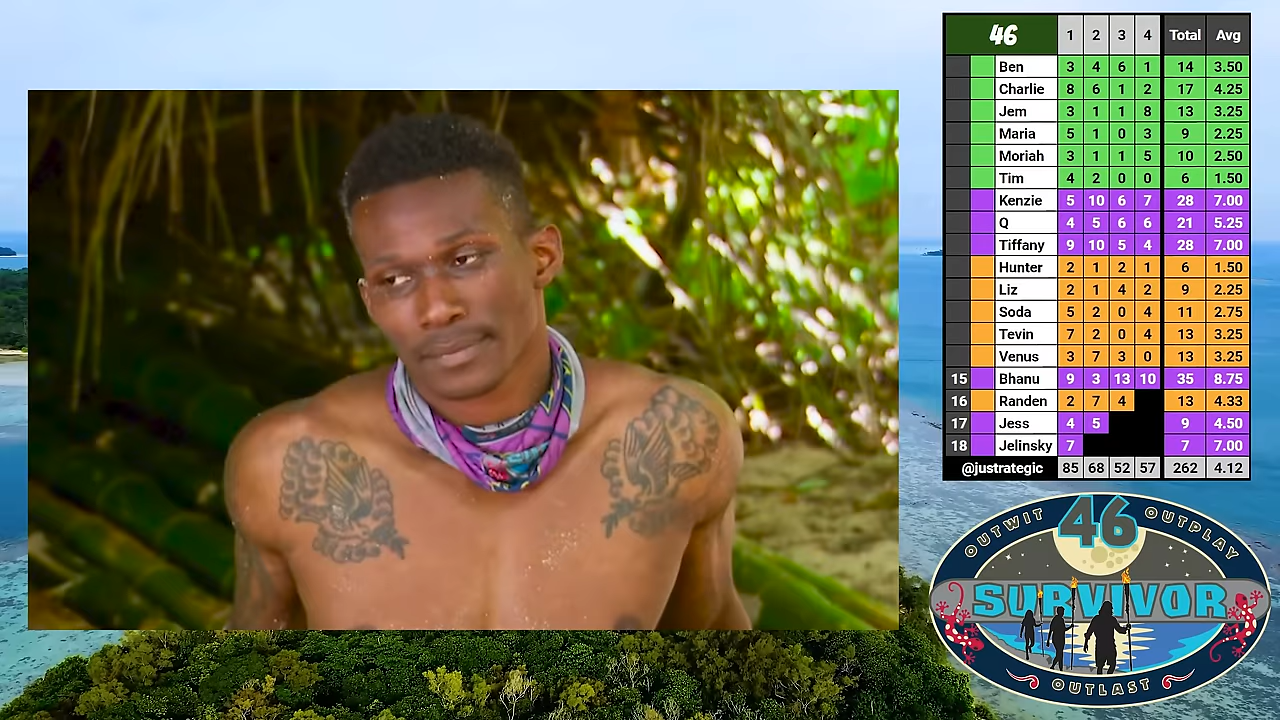 46 1 2 3 4 Total Avg
Ben 3 4 6 1 14 3.50
Charlie 8 6 1 2 17 4.25
Jem 3 1 1 8 13 3.25
Maria 5 1 0 3 9 2.25
Moriah 3 1 1 5 10 2.50
Tim 4 2 0 0 6 1.50
Kenzie 5 10 6 7 28 7.00
Q 4 5 6 6 21 5.25
Tiffany 9 10 5 4 28 7.00
Hunter 2 1 2 1 6 1.50
Liz 2 1 4 2 9 2.25
Soda 5 2 0 4 11 2.75
Tevin 7 2 0 4 13 3.25
Venus 3 7 3 0 13 3.25
15 Bhanu 9 3 13 10 35 8.75
16 Randen 2 7 4 13 4.33
17 Jess 4 5 9 4.50
18 Jelinsky 7 7 7.00
@justrategic 85 68 52 57 262 4.12
46
OUTWIT OUTPLAY
SURVIVOR
OUTLAST